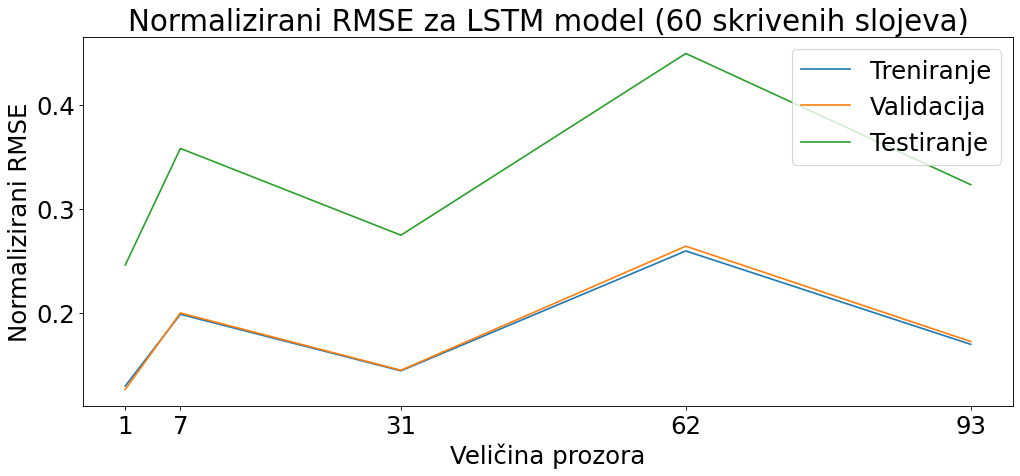 Normalizirani RMSE za LSTM model (60 skrivenih slojeva)
Normalizirani RMSE
0.4
0.3
0.2
Treniranje
Validacija
Testiranje
1 7 31 62 93
Veličina prozora